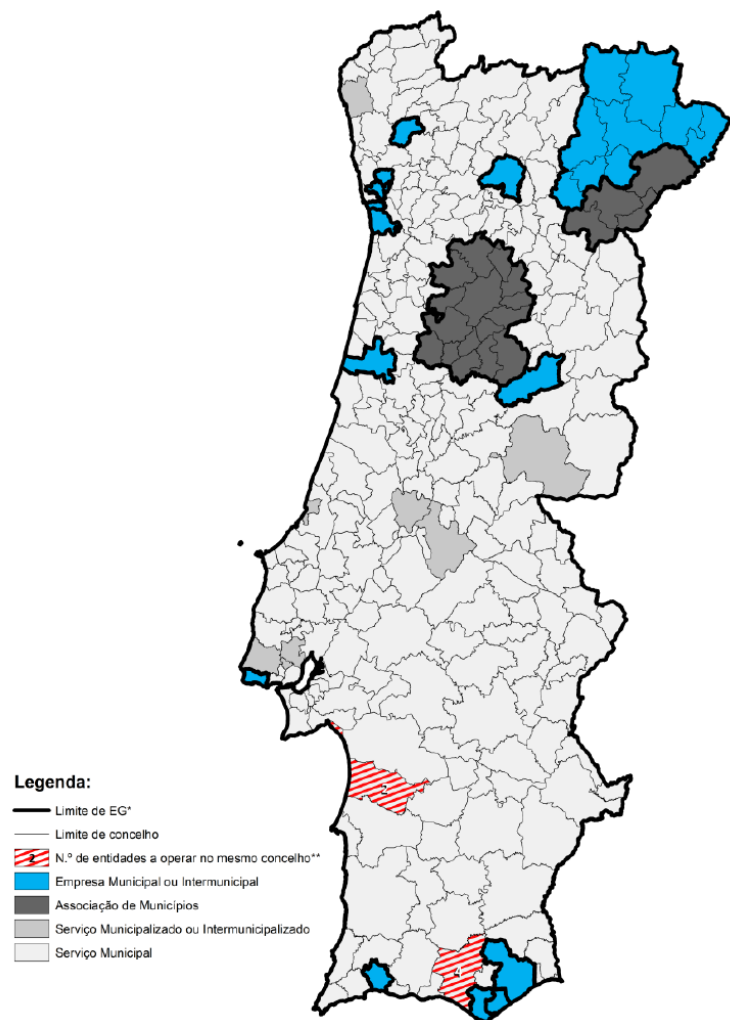 2
4
Legenda:
Limite de EG*
Limite de concelho
2 N.º de entidades a operar no mesmo concelho**
Empresa Municipal ou Intermunicipal
Associação de Municípios
Serviço Municipalizado ou Intermunicipalizado
Serviço Municipal